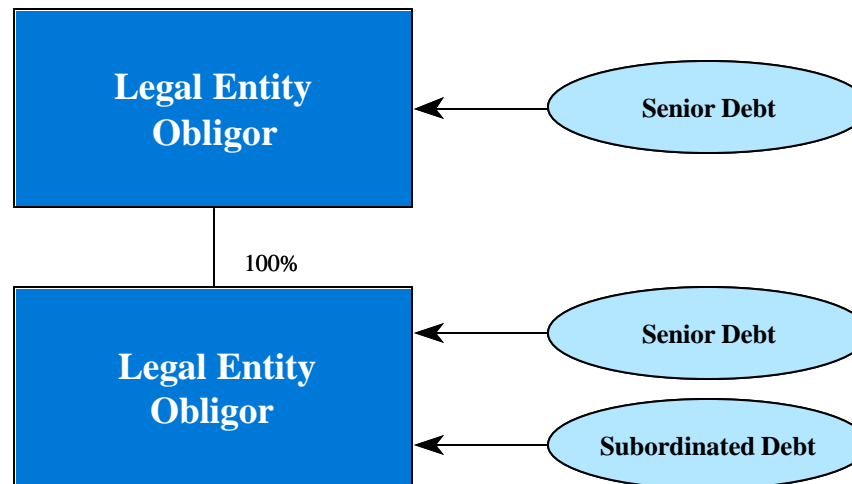 Legal Entity
Obligor
Senior Debt
100%
Legal Entity
Obligor
Senior Debt
Subordinated Debt